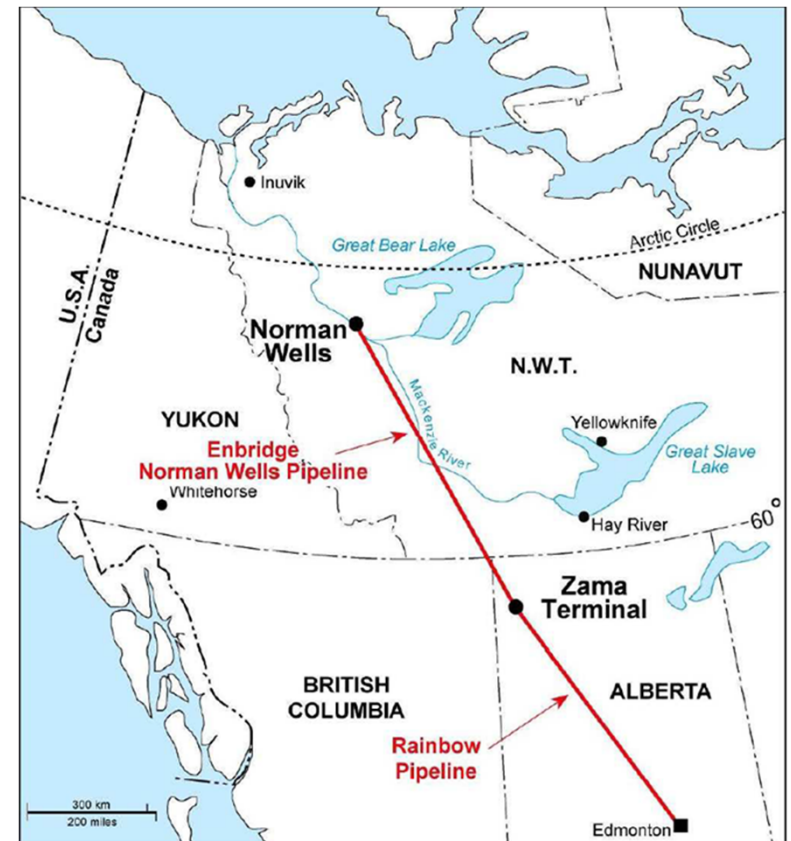 Inuvik
Great Bear Lake
Arctic Circle
NUNAVUT
U.S.A.
Canada
Norman
Wells
N.W.T.
Mackenzie River
YUKON
Yellowknife
Enbridge
Norman Wells Pipeline
Great Slave
Lake
Whitehorse
Hay River
60°
Zama
Terminal
BRITISH
COLUMBIA
ALBERTA
Rainbow
Pipeline
300 km
200 miles
Edmonton